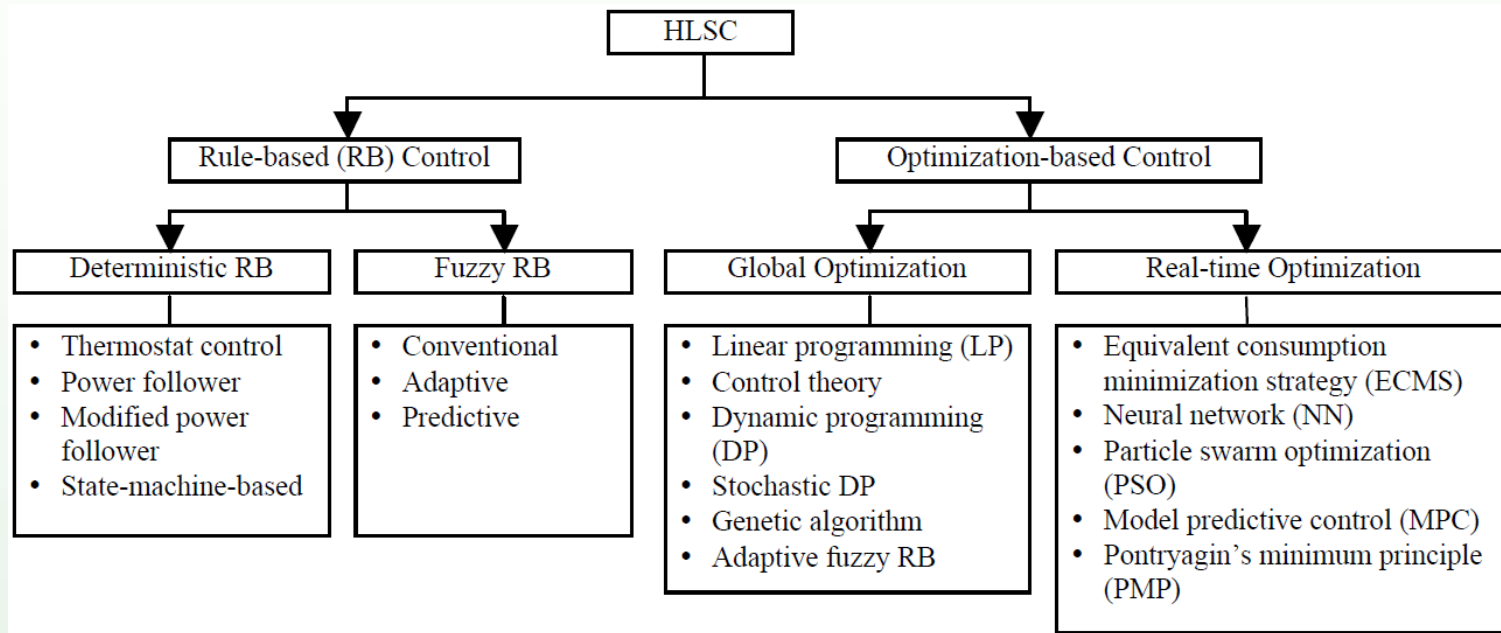 HLSC
Rule-based (RB) Control
Optimization-based Control
Deterministic RB
Fuzzy RB
Global Optimization
Real-time Optimization
• Thermostat control
• Power follower
• Modified power
follower
• State-machine-based
• Conventional
• Adaptive
• Predictive
• Linear programming (LP)
• Control theory
• Dynamic programming
(DP)
• Stochastic DP
• Genetic algorithm
• Adaptive fuzzy RB
• Equivalent consumption
minimization strategy (ECMS)
• Neural network (NN)
• Particle swarm optimization
(PSO)
• Model predictive control (MPC)
• Pontryagin’s minimum principle
(PMP)